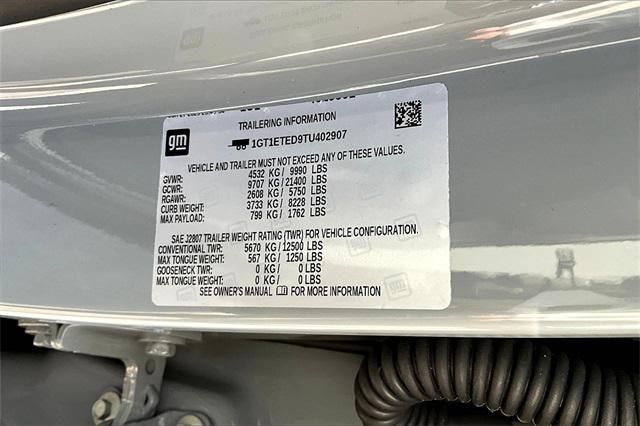 TRAILERING INFORMATION
gm
1GT1ETED9TU402907
VEHICLE AND TRAILER MUST NOT EXCEED ANY OF THESE VALUES.
GVWR: 4532 KG / 9990 LBS
GCWR: 9707 KG / 21400 LBS
RGAWR: 2608 KG / 5750 LBS
CURB WEIGHT: 3733 KG / 8228 LBS
MAX PAYLOAD: 799 KG / 1762 LBS
SAE J2807 TRAILER WEIGHT RATING (TWR) FOR VEHICLE CONFIGURATION.
CONVENTIONAL TWR: 5670 KG / 12500 LBS
MAX TONGUE WT: 567 KG / 1250 LBS
GOOSENECK TWR: 0 KG / 0 LBS
MAX TONGUE WT: 0 KG / 0 LBS
SEE OWNER'S MANUAL FOR MORE INFORMATION